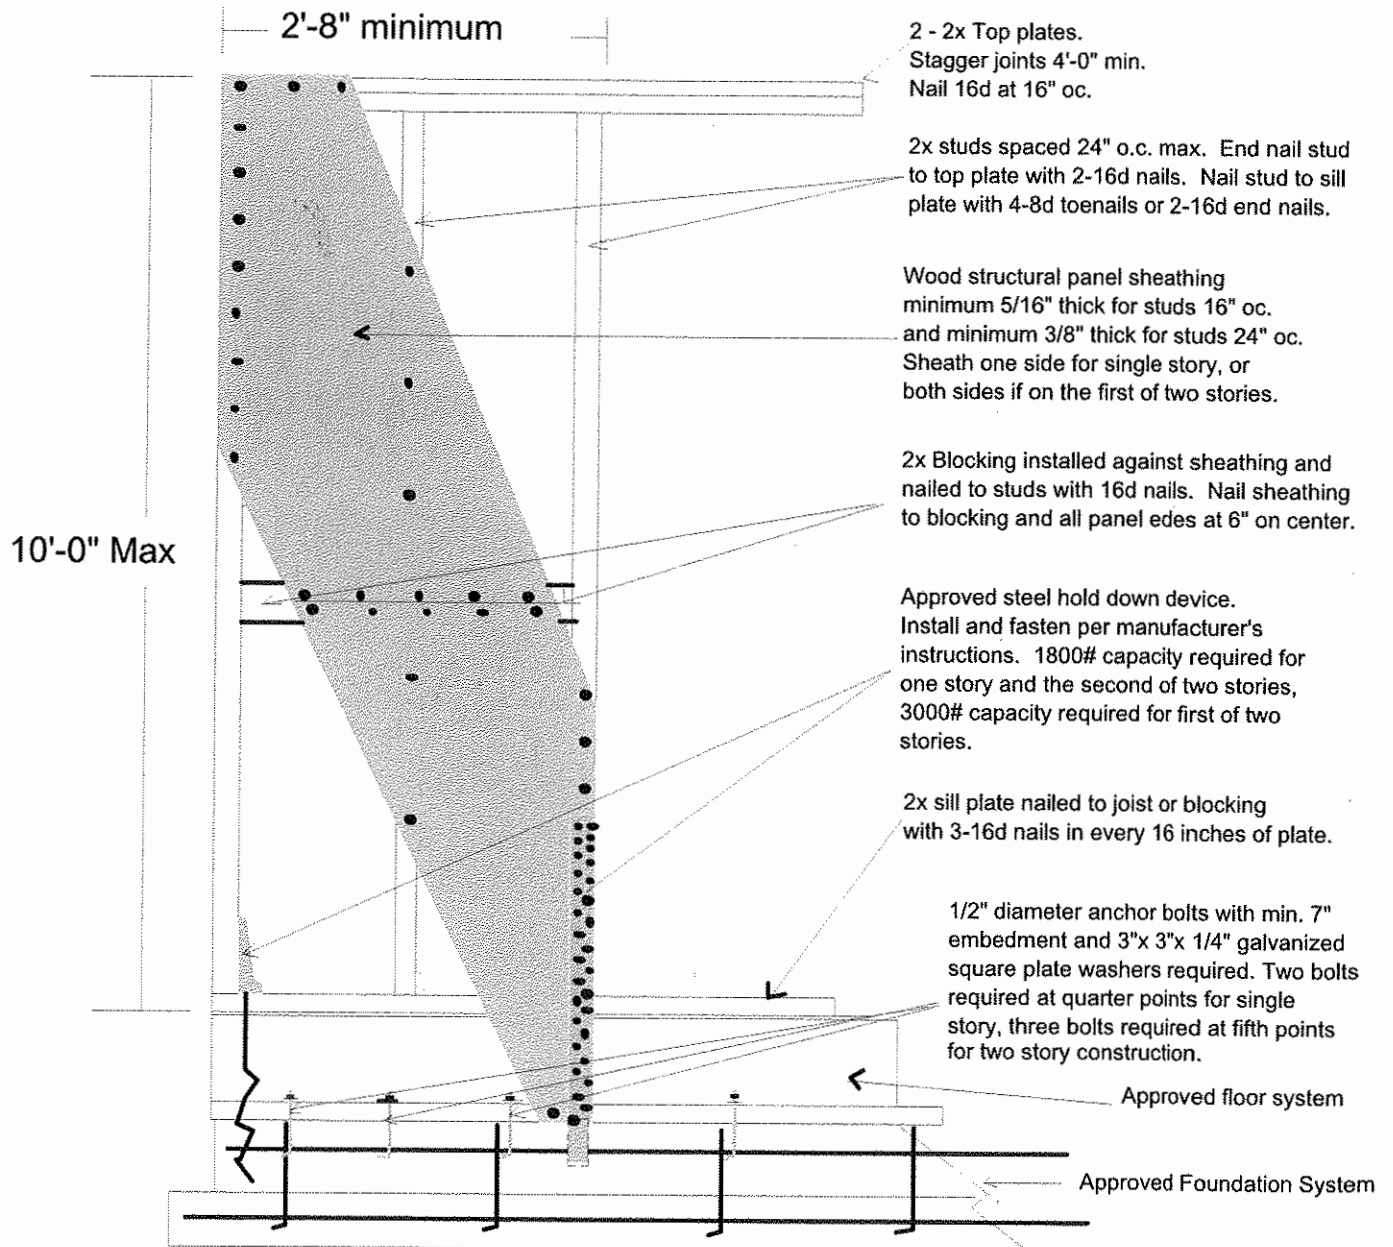 2'-8" minimum
2 - 2x Top plates.
Stagger joints 4'-0" min.
Nail 16d at 16" oc.
2x studs spaced 24" o.c. max. End nail stud
to top plate with 2-16d nails. Nail stud to sill
plate with 4-8d toenails or 2-16d end nails.
Wood structural panel sheathing
minimum 5/16" thick for studs 16" oc.
and minimum 3/8" thick for studs 24" oc.
Sheath one side for single story, or
both sides if on the first of two stories.
2x Blocking installed against sheathing and
nailed to studs with 16d nails. Nail sheathing
to blocking and all panel edes at 6" on center.
10'-0" Max
Approved steel hold down device.
Install and fasten per manufacturer's
instructions. 1800# capacity required for
one story and the second of two stories,
3000# capacity required for first of two
stories.
2x sill plate nailed to joist or blocking
with 3-16d nails in every 16 inches of plate.
1/2" diameter anchor bolts with min. 7"
embedment and 3"x 3"x 1/4" galvanized
square plate washers required. Two bolts
required at quarter points for single
story, three bolts required at fifth points
for two story construction.
Approved floor system
Approved Foundation System